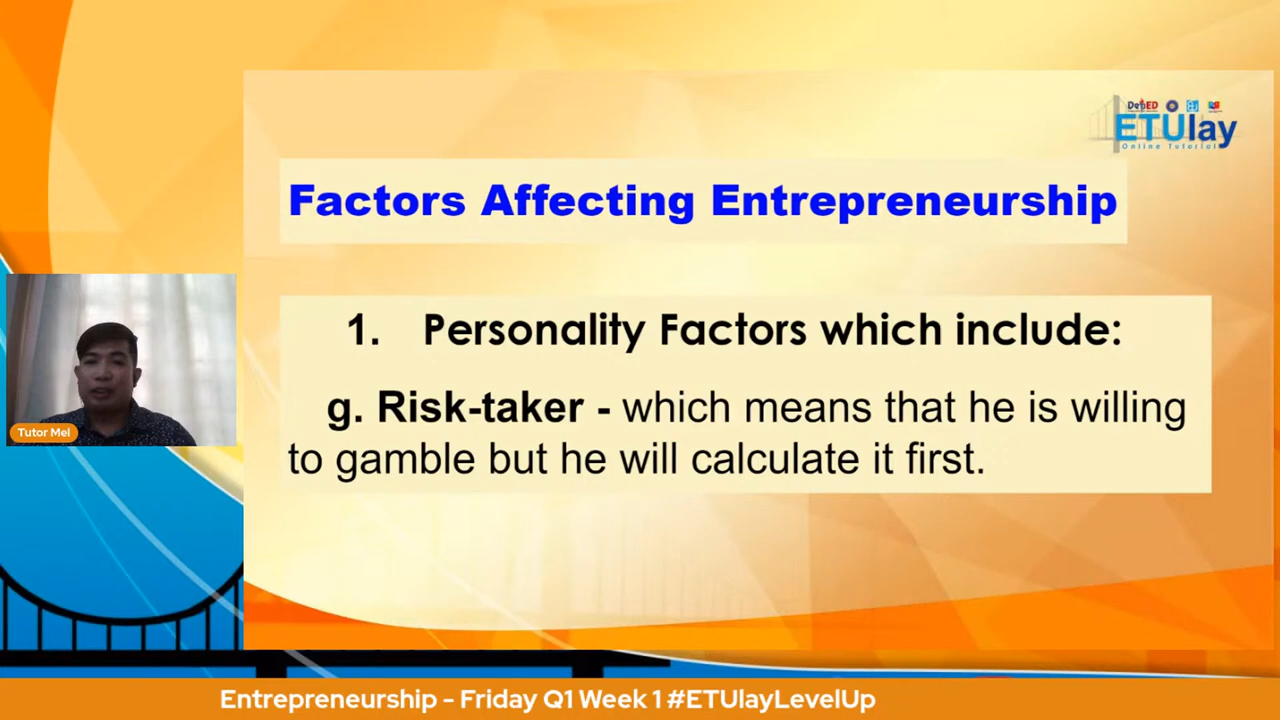 DepED
ETUlay
Online Tutorial
Factors Affecting Entrepreneurship
1. Personality Factors which include:
g. Risk-taker - which means that he is willing
to gamble but he will calculate it first.
Tutor Mel
Entrepreneurship - Friday Q1 Week 1 #ETUlayLevelUp